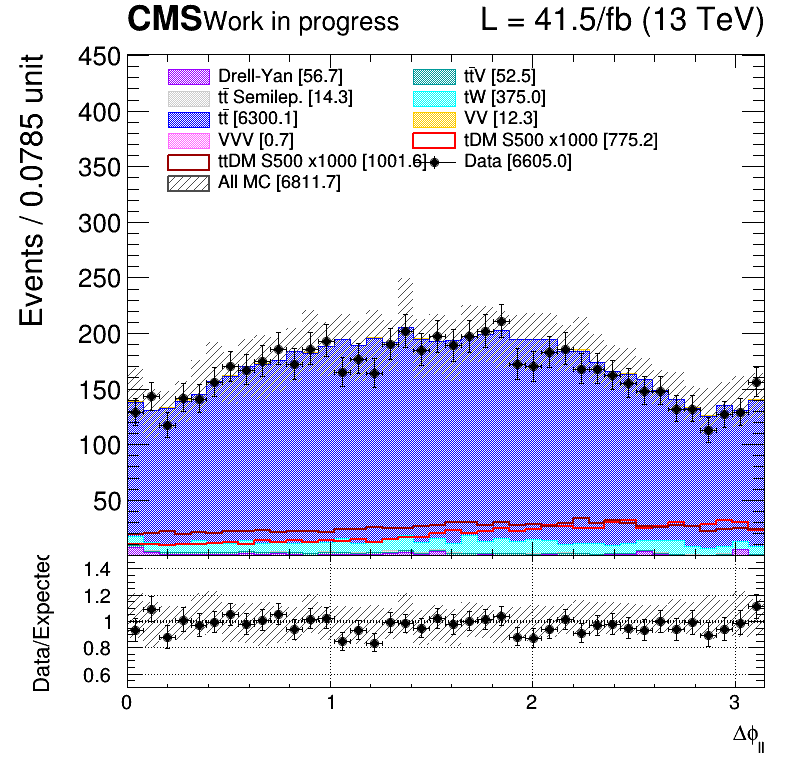 CMS Work in progress L = 41.5/fb (13 TeV)
Events / 0.0785 unit
450
400
350
300
250
200
150
100
50
Drell-Yan [56.7] tt̄V [52.5]
tt̄ Semilep. [14.3] tW [375.0]
tt̄ [6300.1] VV [12.3]
VVV [0.7] tDM S500 x1000 [775.2]
ttDM S500 x1000 [1001.6] Data [6605.0]
All MC [6811.7]
Data/Expected
1.4
1.2
1
0.8
0.6
0 1 2 3
Δϕll